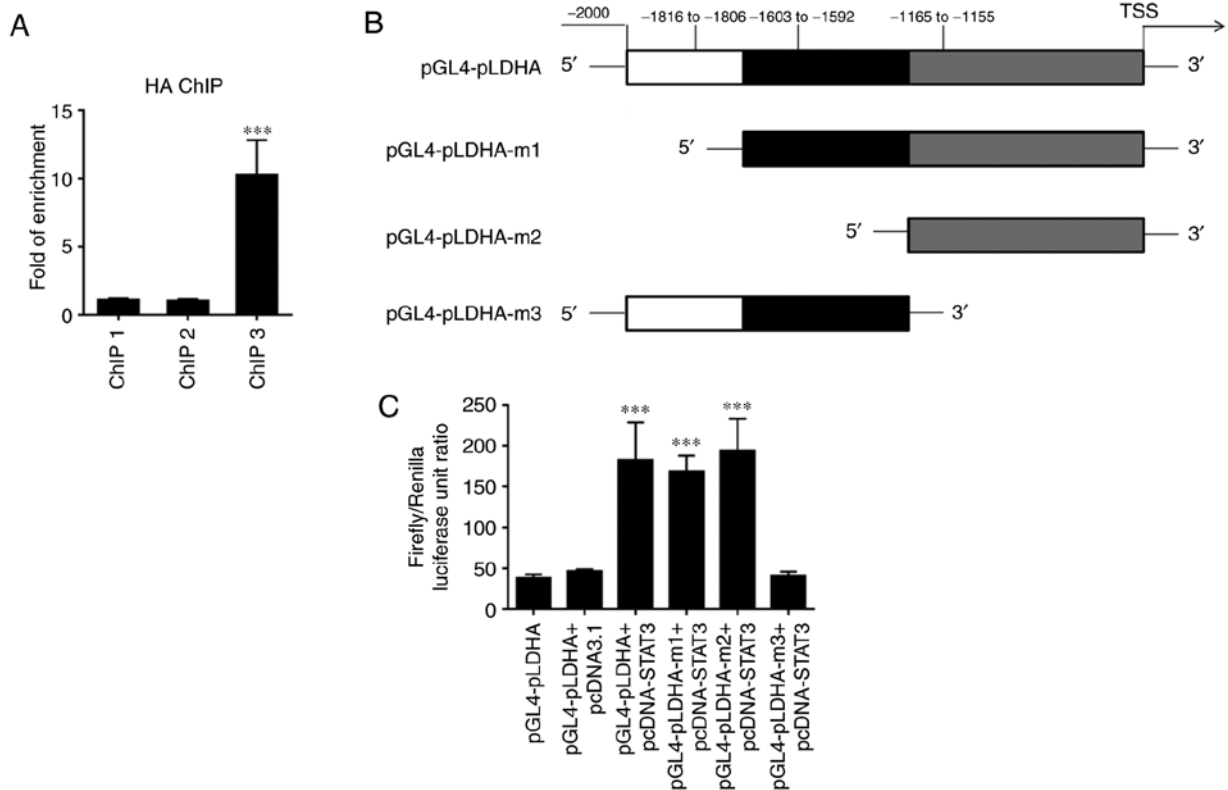 A
HA ChIP
Fold of enrichment
15
10
5
0
***
ChIP 1
ChIP 2
ChIP 3
B
−2000
−1816 to −1806
−1603 to −1592
−1165 to −1155
TSS
pGL4-pLDHA
5′
3′
pGL4-pLDHA-m1
5′
3′
pGL4-pLDHA-m2
5′
3′
pGL4-pLDHA-m3
5′
3′
C
Firefly/Renilla
luciferase unit ratio
250
200
150
100
50
0
***
***
***
pGL4-pLDHA
pGL4-pLDHA+
pcDNA3.1
pGL4-pLDHA+
pcDNA-STAT3
pGL4-pLDHA-m1+
pcDNA-STAT3
pGL4-pLDHA-m2+
pcDNA-STAT3
pGL4-pLDHA-m3+
pcDNA-STAT3